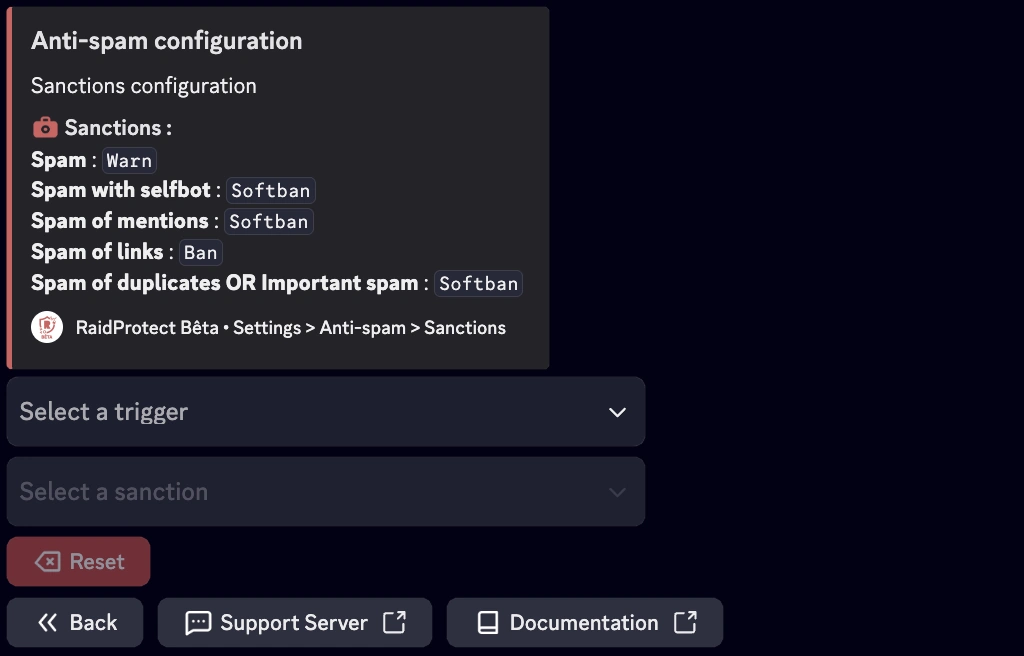 Anti-spam configuration
Sanctions configuration
Sanctions :
Spam : Warn
Spam with selfbot : Softban
Spam of mentions : Softban
Spam of links : Ban
Spam of duplicates OR Important spam : Softban
RaidProtect Bêta • Settings > Anti-spam > Sanctions
Select a trigger
Select a sanction
Reset
Back
Support Server
Documentation